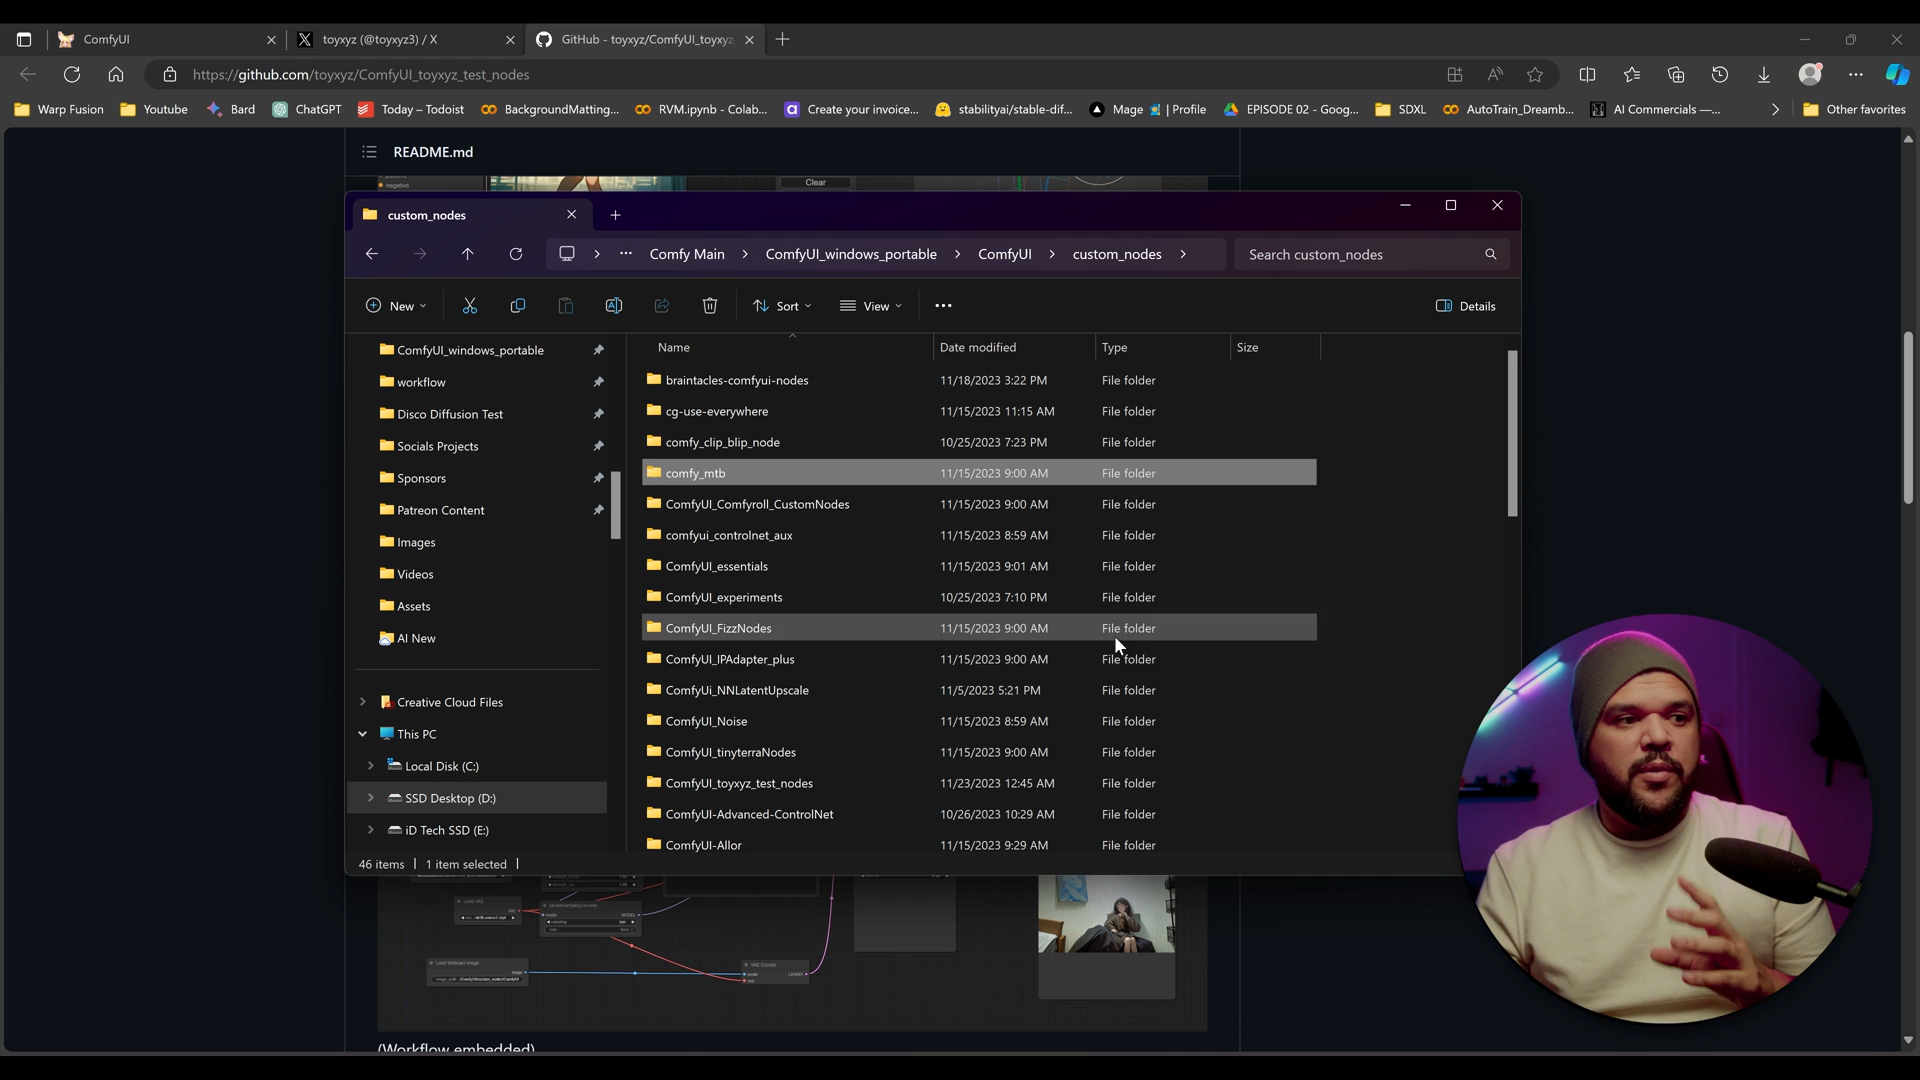 ComfyUI
toyxyz (@toyxyz3) / X
GitHub - toyxyz/ComfyUI_toyxyz
https://github.com/toyxyz/ComfyUI_toyxyz_test_nodes
Warp Fusion
Youtube
Bard
ChatGPT
Today – Todoist
BackgroundMatting...
RVM.ipynb - Colab...
Create your invoice...
stabilityai/stable-dif...
Mage | Profile
EPISODE 02 - Goog...
SDXL
AutoTrain_Dreamb...
AI Commercials —...
Other favorites
README.md
negative
Clear
custom_nodes
... Comfy Main > ComfyUI_windows_portable > ComfyUI > custom_nodes >
Search custom_nodes
New
Sort
View
Details
ComfyUI_windows_portable
workflow
Disco Diffusion Test
Socials Projects
Sponsors
Patreon Content
Images
Videos
Assets
AI New
Creative Cloud Files
This PC
Local Disk (C:)
SSD Desktop (D:)
iD Tech SSD (E:)
Name Date modified Type Size
braintacles-comfyui-nodes 11/18/2023 3:22 PM File folder
cg-use-everywhere 11/15/2023 11:15 AM File folder
comfy_clip_blip_node 10/25/2023 7:23 PM File folder
comfy_mtb 11/15/2023 9:00 AM File folder
ComfyUI_Comfyroll_CustomNodes 11/15/2023 9:00 AM File folder
comfyui_controlnet_aux 11/15/2023 8:59 AM File folder
ComfyUI_essentials 11/15/2023 9:01 AM File folder
ComfyUI_experiments 10/25/2023 7:10 PM File folder
ComfyUI_FizzNodes 11/15/2023 9:00 AM File folder
ComfyUI_IPAdapter_plus 11/15/2023 9:00 AM File folder
ComfyUi_NNLatentUpscale 11/5/2023 5:21 PM File folder
ComfyUI_Noise 11/15/2023 8:59 AM File folder
ComfyUI_tinyterraNodes 11/15/2023 9:00 AM File folder
ComfyUI_toyxyz_test_nodes 11/23/2023 12:45 AM File folder
ComfyUI-Advanced-ControlNet 10/26/2023 10:29 AM File folder
ComfyUI-Allor 11/15/2023 9:29 AM File folder
46 items | 1 item selected |
Load VAE
Load Webcam Image
VAE Encode
(Workflow embedded)